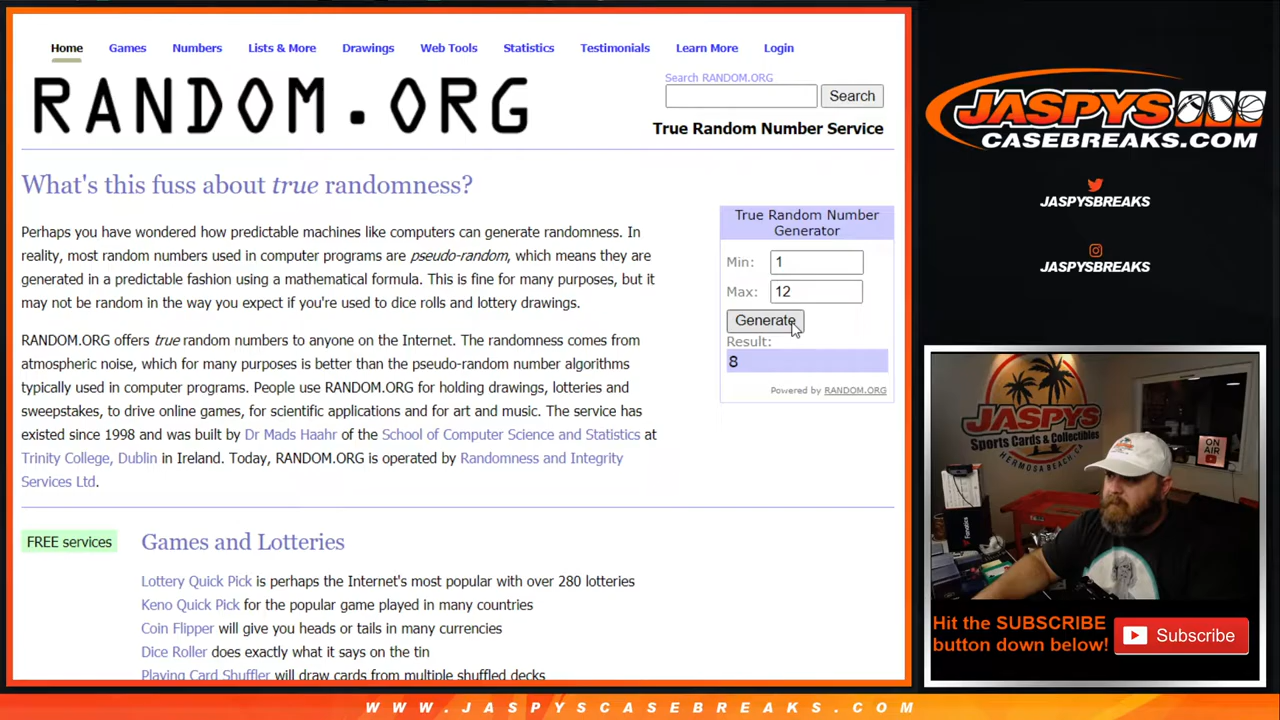 Home Games Numbers Lists & More Drawings Web Tools Statistics Testimonials Learn More Login
RANDOM.ORG
Search RANDOM.ORG
Search
True Random Number Service
What's this fuss about true randomness?
Perhaps you have wondered how predictable machines like computers can generate randomness. In
reality, most random numbers used in computer programs are pseudo-random, which means they are
generated in a predictable fashion using a mathematical formula. This is fine for many purposes, but it
may not be random in the way you expect if you're used to dice rolls and lottery drawings.
RANDOM.ORG offers true random numbers to anyone on the Internet. The randomness comes from
atmospheric noise, which for many purposes is better than the pseudo-random number algorithms
typically used in computer programs. People use RANDOM.ORG for holding drawings, lotteries and
sweepstakes, to drive online games, for scientific applications and for art and music. The service has
existed since 1998 and was built by Dr Mads Haahr of the School of Computer Science and Statistics at
Trinity College, Dublin in Ireland. Today, RANDOM.ORG is operated by Randomness and Integrity
Services Ltd.
True Random Number
Generator
Min: 1
Max: 12
Generate
Result:
8
Powered by RANDOM.ORG
FREE services
Games and Lotteries
Lottery Quick Pick is perhaps the Internet's most popular with over 280 lotteries
Keno Quick Pick for the popular game played in many countries
Coin Flipper will give you heads or tails in many currencies
Dice Roller does exactly what it says on the tin
Playing Card Shuffler will draw cards from multiple shuffled decks
JASPYS
CASEBREAKS.COM
JASPYSBREAKS
JASPYSBREAKS
JASPYS
Sports Cards & Collectibles
HERMOSA BEACH, CA
ON
AIR
Fanatics
Hit the SUBSCRIBE
button down below!
Subscribe
WWW.JASPYSCASEBREAKS.COM